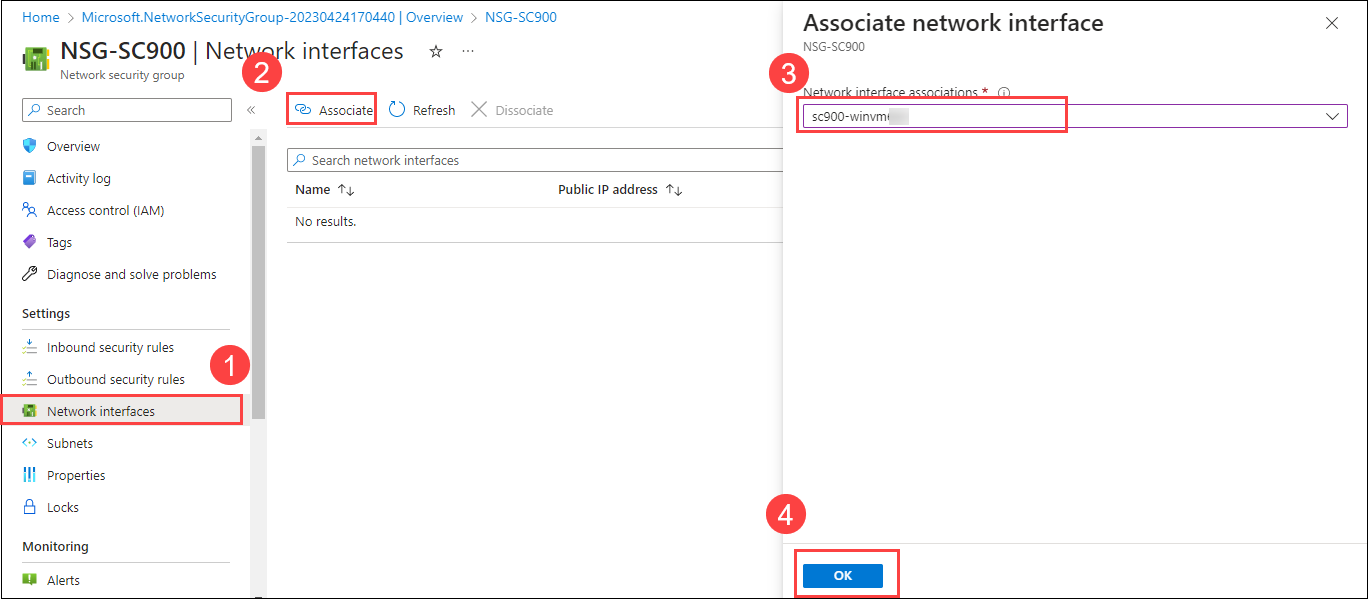 Home > Microsoft.NetworkSecurityGroup-20230424170440 | Overview > NSG-SC900
NSG-SC900 | Network interfaces
Network security group
Search
Overview
Activity log
Access control (IAM)
Tags
Diagnose and solve problems
Settings
Inbound security rules
1
Outbound security rules
Network interfaces
Subnets
Properties
Locks
Monitoring
Alerts
2
Associate Refresh Dissociate
Search network interfaces
Name Public IP address
No results.
Associate network interface
NSG-SC900
3
Network interface associations *
sc900-winvm
4
OK